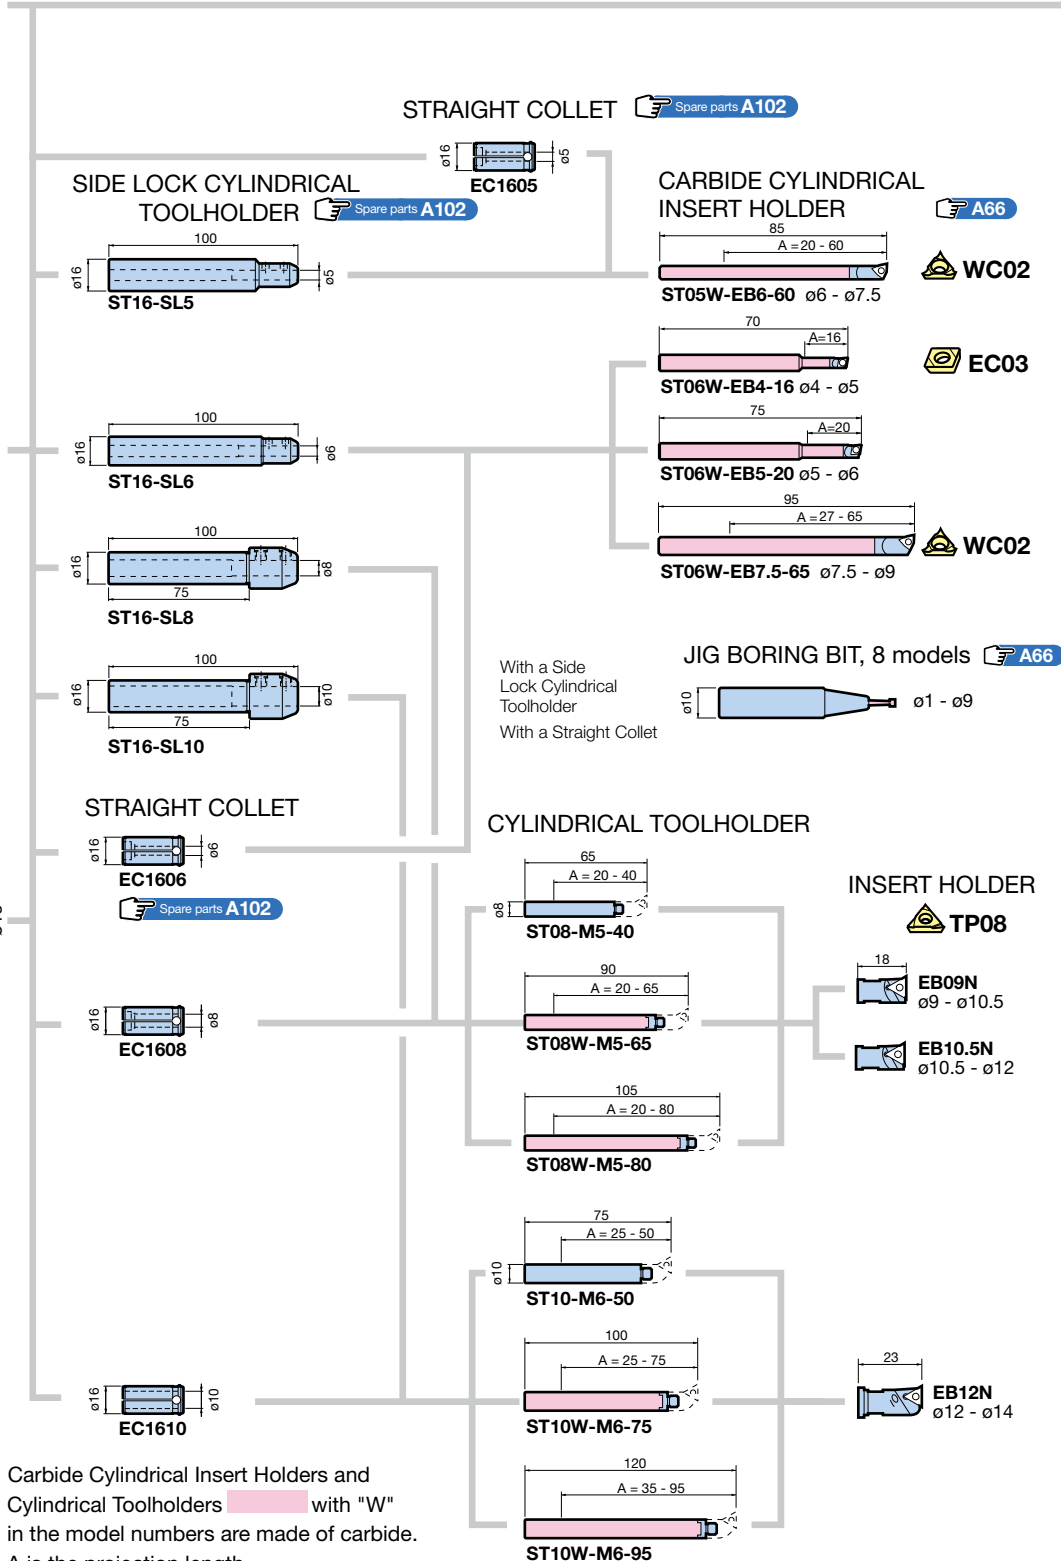 STRAIGHT COLLET Spare parts A102
ø16
ø5
EC1605
SIDE LOCK CYLINDRICAL
TOOLHOLDER Spare parts A102
100
ø16
ø5
ST16-SL5
CARBIDE CYLINDRICAL
INSERT HOLDER A66
85
A = 20 - 60
ST05W-EB6-60 ø6 - ø7.5
WC02
70
A=16
ST06W-EB4-16 ø4 - ø5
EC03
100
ø16
ø6
ST16-SL6
75
A=20
ST06W-EB5-20 ø5 - ø6
95
A = 27 - 65
ST06W-EB7.5-65 ø7.5 - ø9
WC02
100
ø16
ø8
75
ST16-SL8
100
ø16
ø10
75
ST16-SL10
With a Side
Lock Cylindrical
Toolholder
With a Straight Collet
JIG BORING BIT, 8 models A66
ø10
ø1 - ø9
STRAIGHT COLLET
ø16
ø6
EC1606
Spare parts A102
CYLINDRICAL TOOLHOLDER
65
A = 20 - 40
ø8
ST08-M5-40
INSERT HOLDER
TP08
90
A = 20 - 65
ST08W-M5-65
18
EB09N
ø9 - ø10.5
EB10.5N
ø10.5 - ø12
ø16
ø8
EC1608
105
A = 20 - 80
ST08W-M5-80
75
A = 25 - 50
ø10
ST10-M6-50
100
A = 25 - 75
ST10W-M6-75
23
EB12N
ø12 - ø14
ø16
ø10
EC1610
120
A = 35 - 95
ST10W-M6-95
Carbide Cylindrical Insert Holders and
Cylindrical Toolholders with "W"
in the model numbers are made of carbide.
A is the projection length